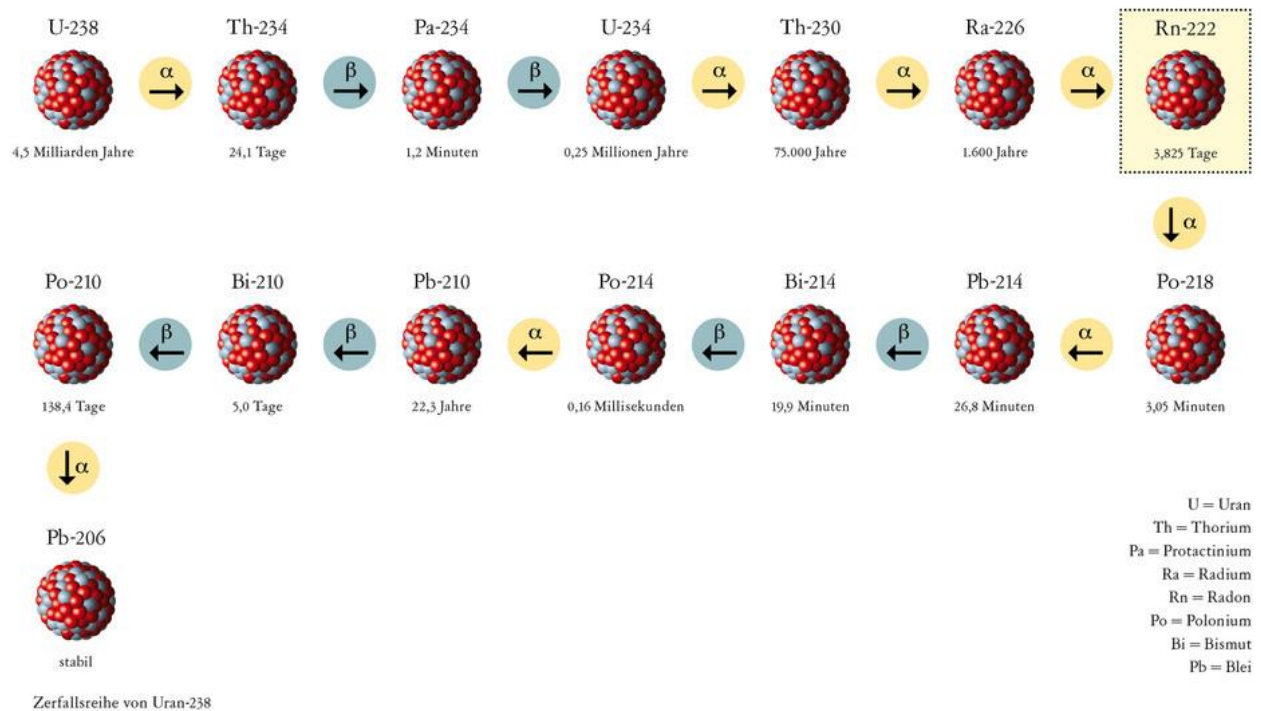 U-238 Th-234 Pa-234 U-234 Th-230 Ra-226 Rn-222
α β β α α α
4,5 Milliarden Jahre 24,1 Tage 1,2 Minuten 0,25 Millionen Jahre 75.000 Jahre 1.600 Jahre 3,825 Tage
α
Po-210 Bi-210 Pb-210 Po-214 Bi-214 Pb-214 Po-218
β β α β β α
138,4 Tage 5,0 Tage 22,3 Jahre 0,16 Millisekunden 19,9 Minuten 26,8 Minuten 3,05 Minuten
α
Pb-206
stabil
U = Uran
Th = Thorium
Pa = Protactinium
Ra = Radium
Rn = Radon
Po = Polonium
Bi = Bismut
Pb = Blei
Zerfallsreihe von Uran-238